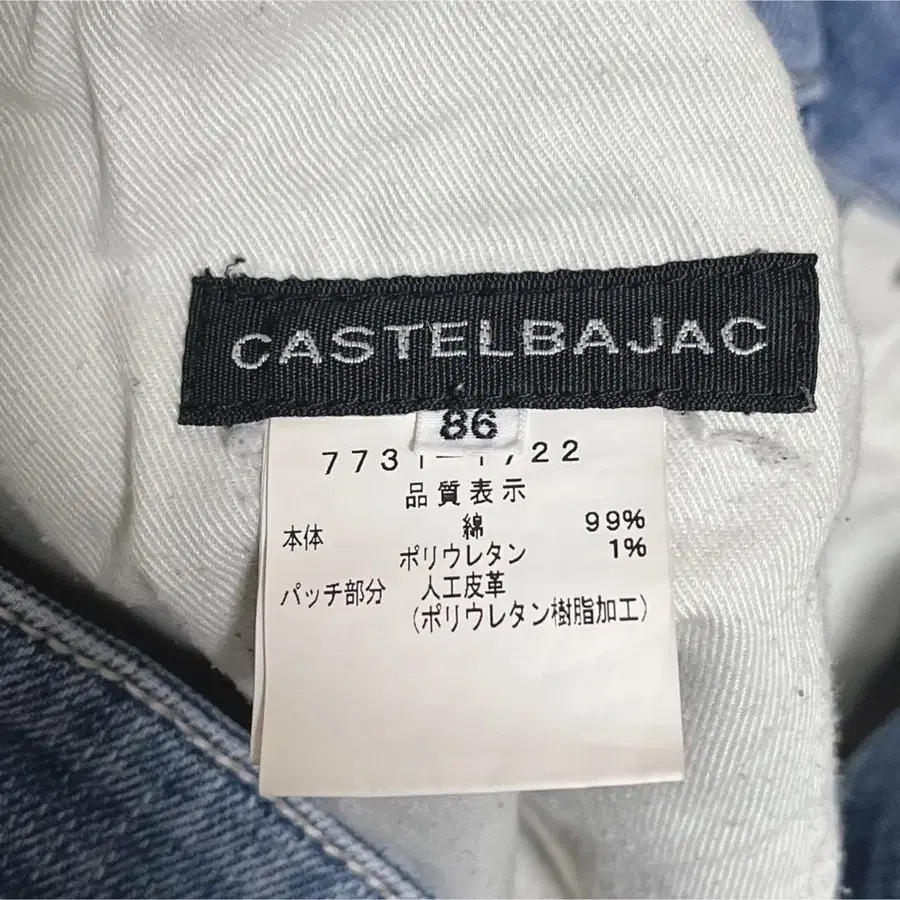 CASTELBAJAC
86
7731-1722
品質表示
本体 綿 99%
ポリウレタン 1%
パッチ部分 人工皮革
(ポリウレタン樹脂加工)